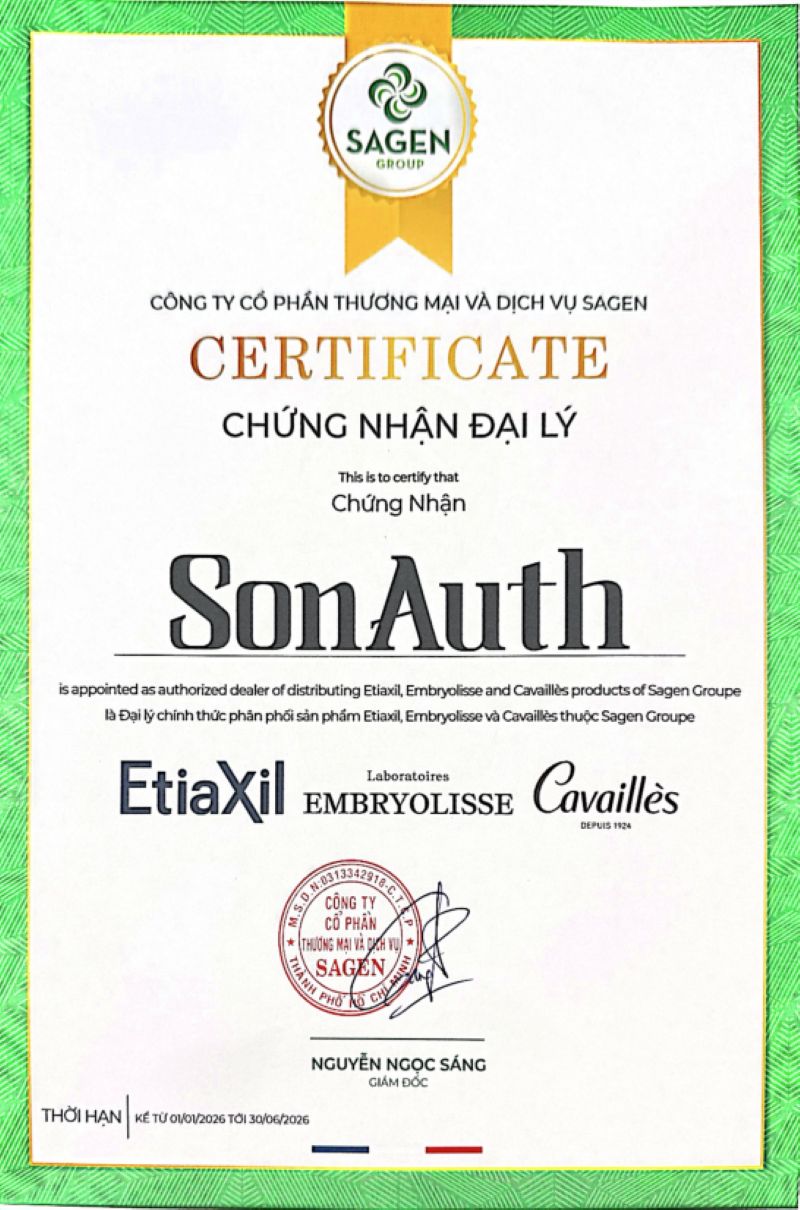 SAGEN
GROUP
CÔNG TY CỔ PHẦN THƯƠNG MẠI VÀ DỊCH VỤ SAGEN
CERTIFICATE
CHỨNG NHẬN ĐẠI LÝ
This is to certify that
Chứng Nhận
SonAuth
is appointed as authorized dealer of distributing Etiaxil, Embryolisse and Cavaillès products of Sagen Groupe
là Đại lý chính thức phân phối sản phẩm Etiaxil, Embryolisse và Cavaillès thuộc Sagen Groupe
EtiaXil
Laboratoires
EMBRYOLISSE
Cavaillès
DEPUIS 1924
M.S.D.N:0313342918-C.T.C.P
CÔNG TY
CỔ PHẦN
THƯƠNG MẠI VÀ DỊCH VỤ
SAGEN
THÀNH PHỐ HỒ CHÍ MINH
NGUYỄN NGỌC SÁNG
GIÁM ĐỐC
THỜI HẠN
KỂ TỪ 01/01/2026 TỚI 30/06/2026